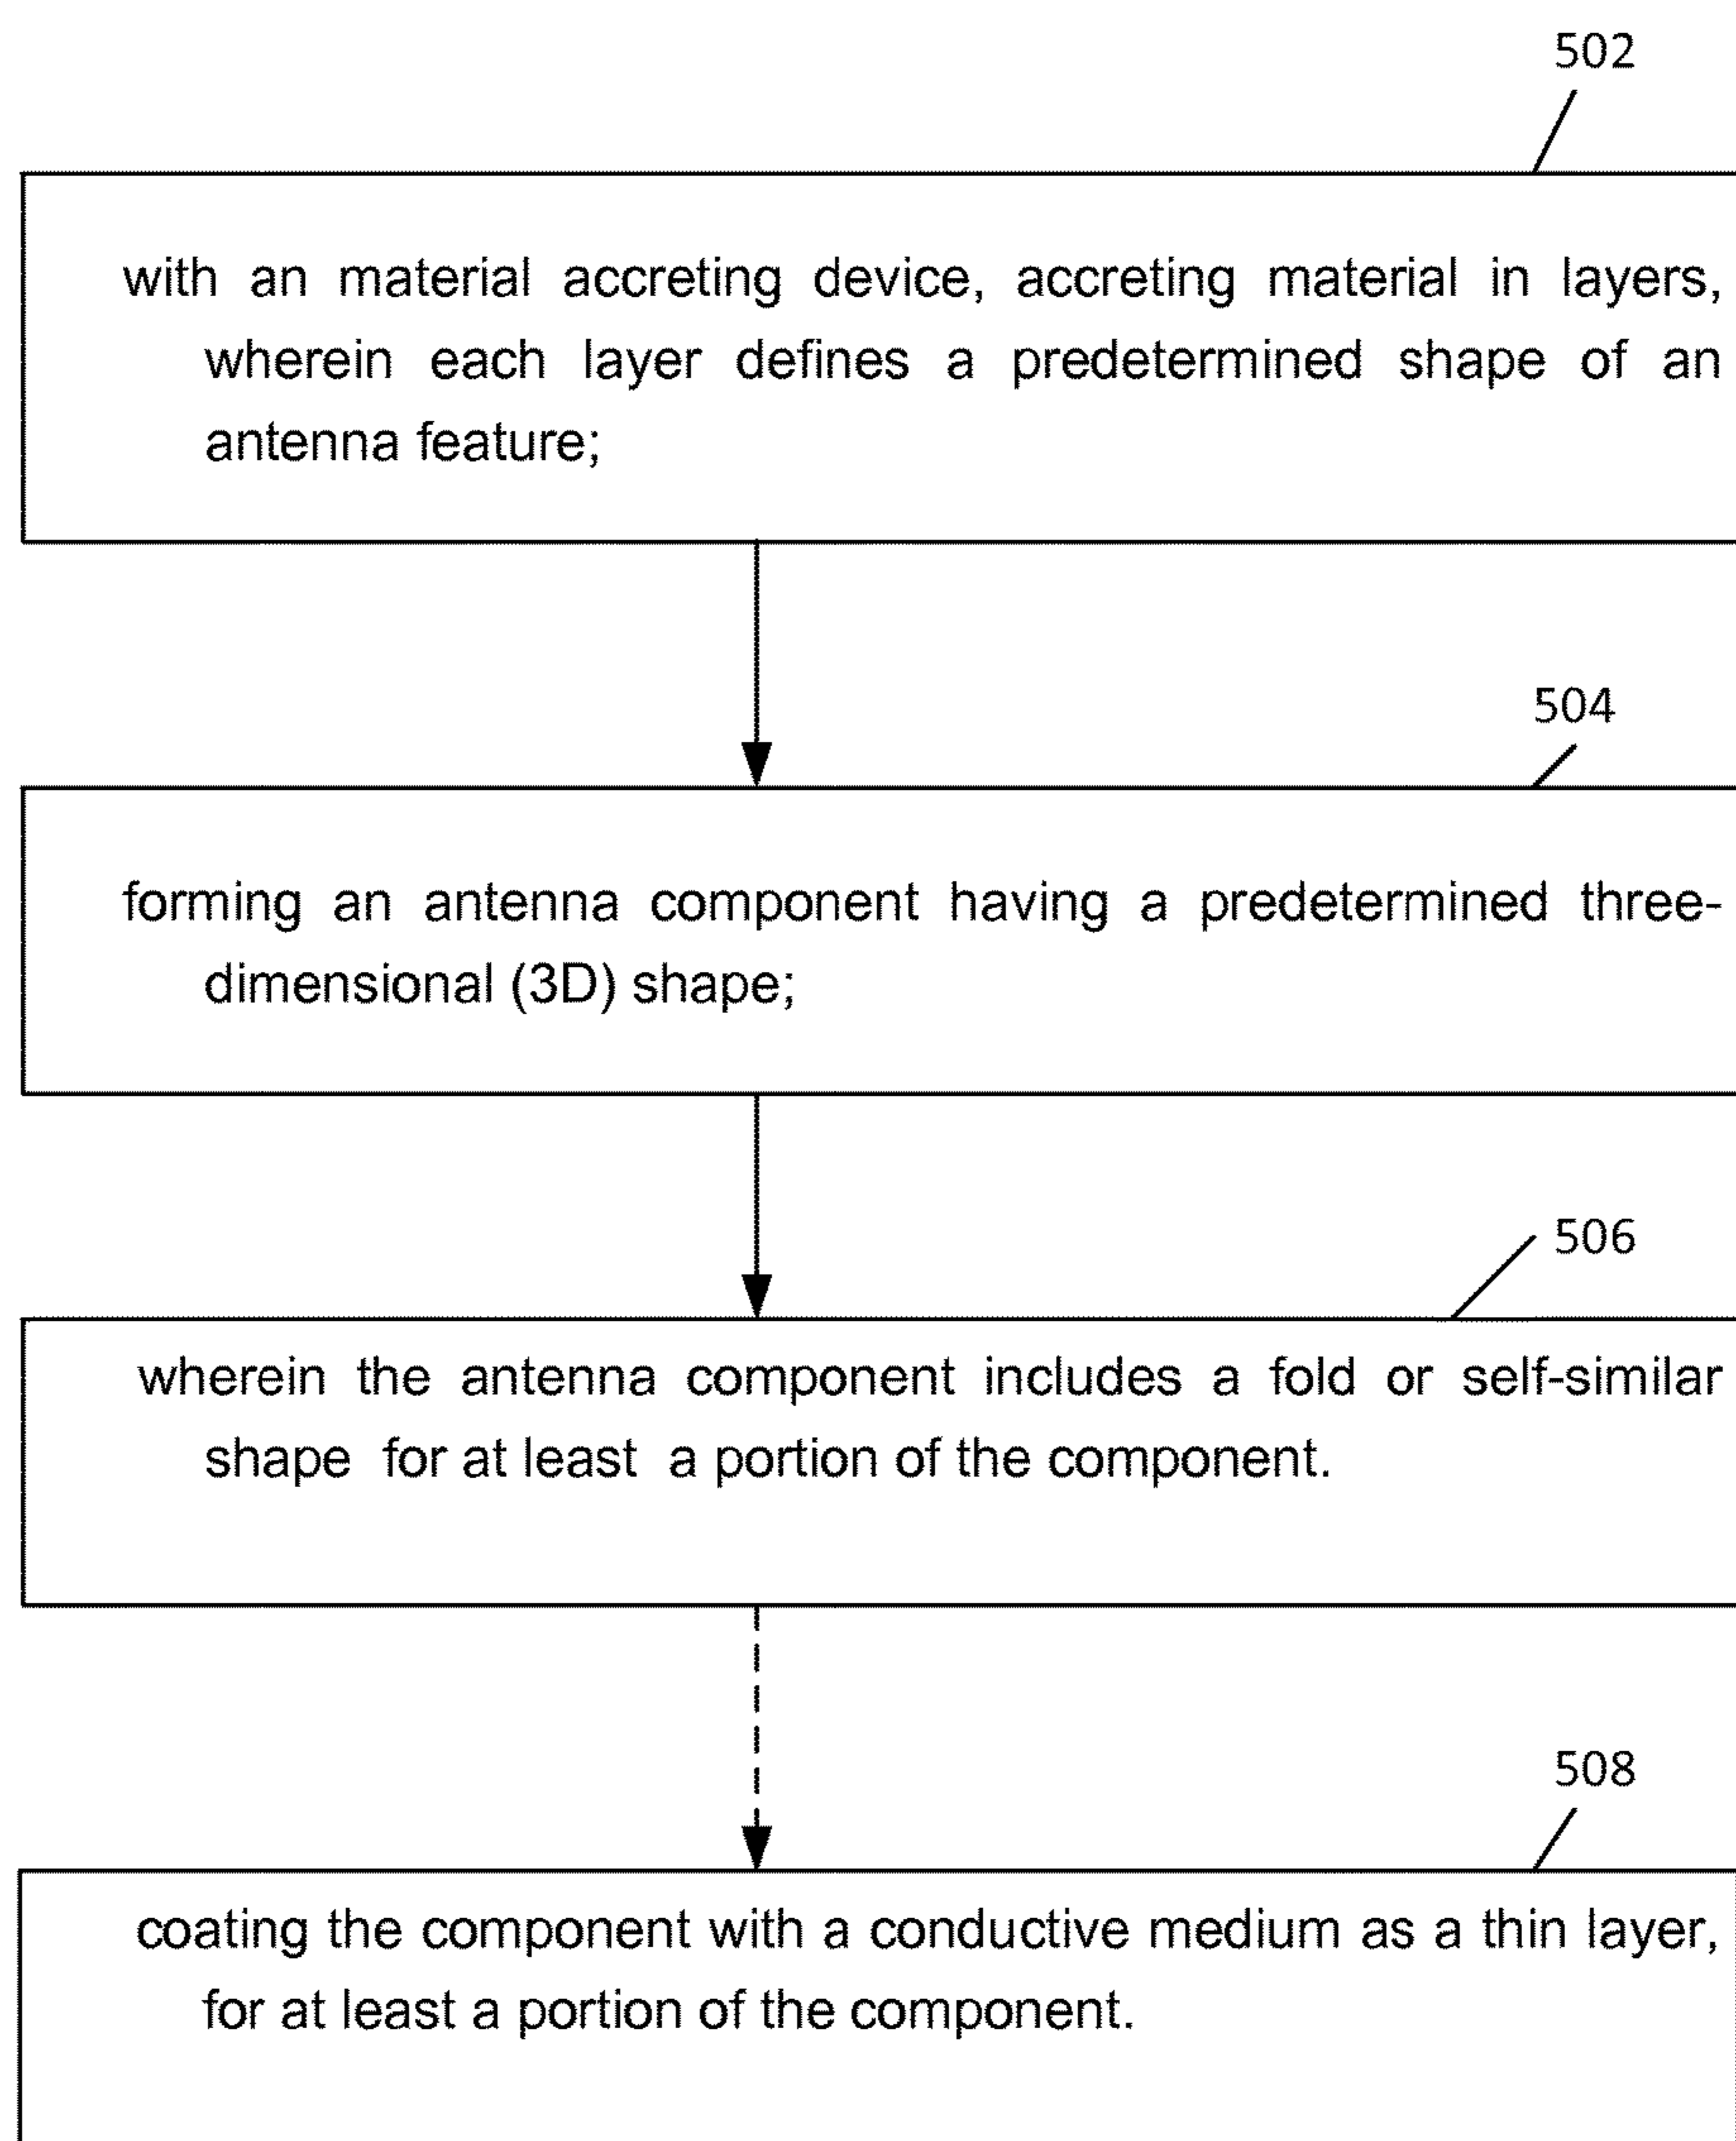 502
with an material accreting device, accreting material in layers,
wherein each layer defines a predetermined shape of an
antenna feature;
504
forming an antenna component having a predetermined three-
dimensional (3D) shape;
506
wherein the antenna component includes a fold or self-similar
shape for at least a portion of the component.
508
coating the component with a conductive medium as a thin layer,
for at least a portion of the component.